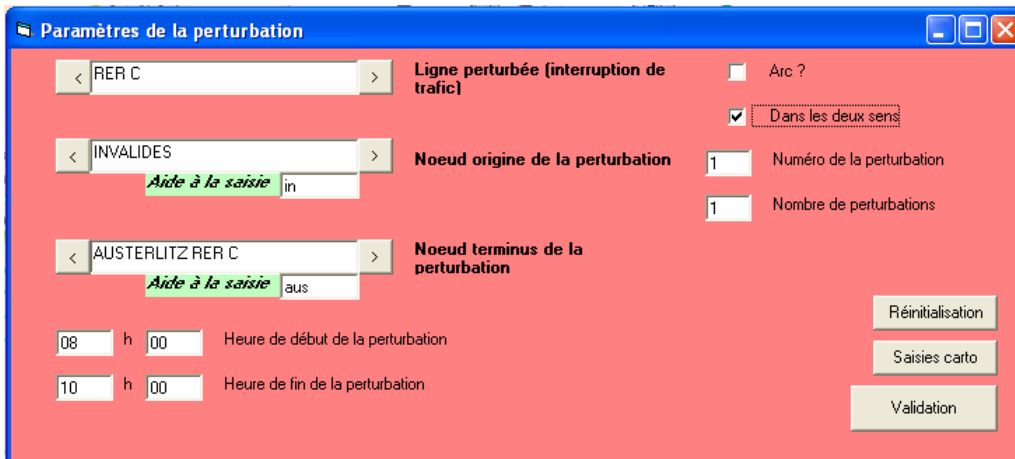 Paramètres de la perturbation
< RER C >
Ligne perturbée (interruption de
trafic)
Arc ?
Dans les deux sens
< INVALIDES >
Noeud origine de la perturbation
1 Numéro de la perturbation
Aide à la saisie in
1 Nombre de perturbations
< AUSTERLITZ RER C >
Noeud terminus de la
perturbation
Aide à la saisie aus
Réinitialisation
08 h 00 Heure de début de la perturbation
Saisies carto
10 h 00 Heure de fin de la perturbation
Validation